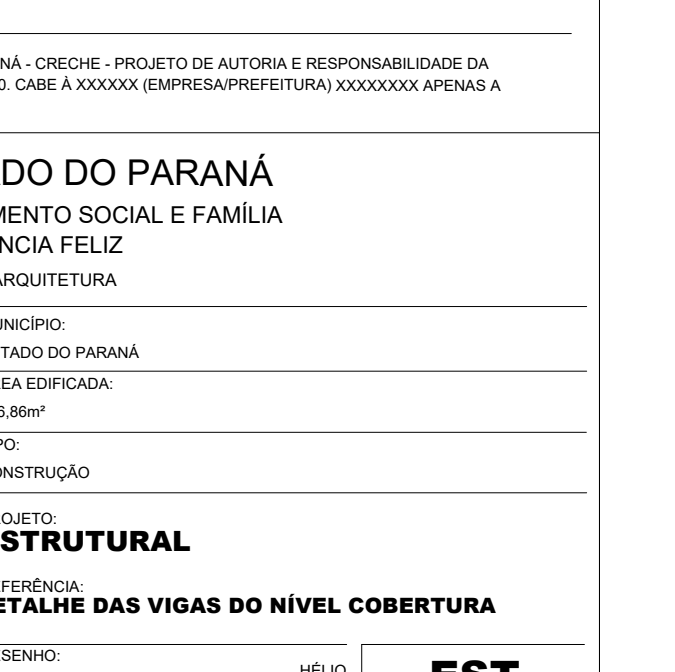 NÁ - CRECHE - PROJETO DE AUTORIA E RESPONSABILIDADE DA
0. CABE À XXXXXX (EMPRESA/PREFEITURA) XXXXXXXX APENAS A
ADO DO PARANÁ
MENTO SOCIAL E FAMÍLIA
NCIA FELIZ
ARQUITETURA
UNICÍPIO:
TADO DO PARANÁ
EA EDIFICADA:
6,86m²
PO:
ONSTRUÇÃO
OJETO:
STRUTURAL
FERÊNCIA:
ETALHE DAS VIGAS DO NÍVEL COBERTURA
SENHO:
HÉLIO
EST